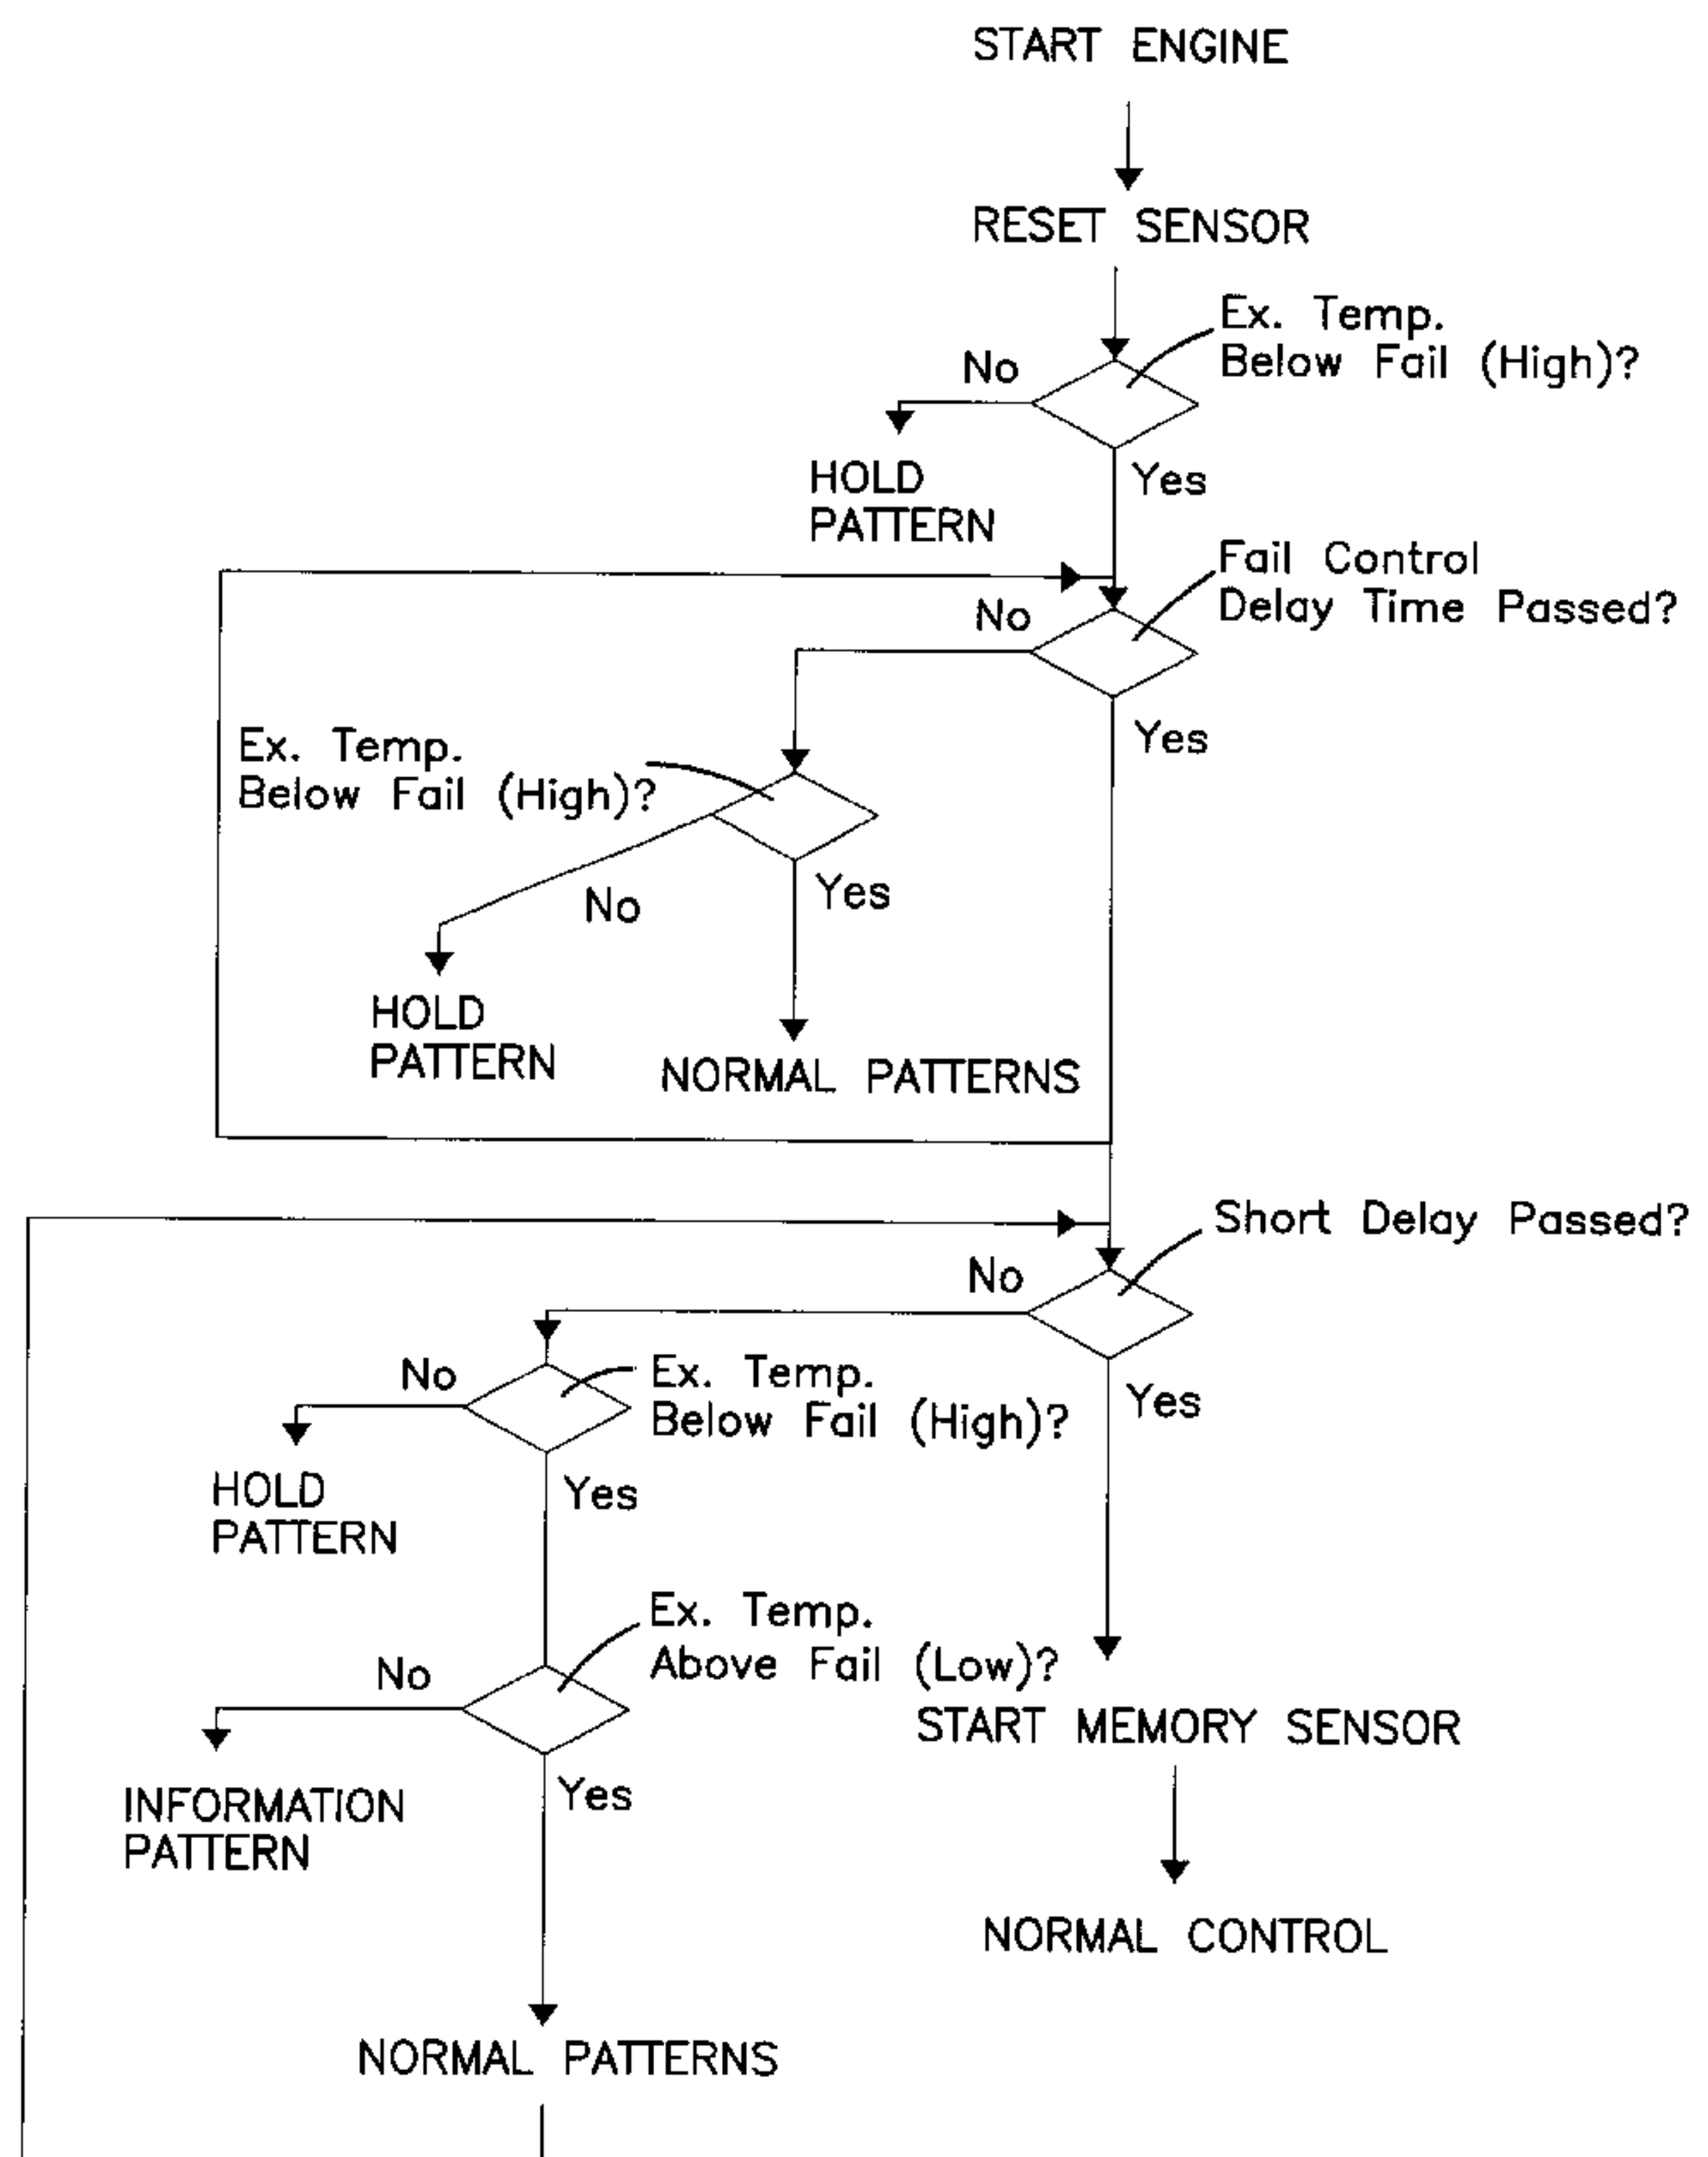 START ENGINE
RESET SENSOR
Ex. Temp.
Below Fail (High)?
No
Yes
HOLD
PATTERN
Fail Control
Delay Time Passed?
No
Yes
Ex. Temp.
Below Fail (High)?
No
Yes
HOLD
PATTERN
NORMAL PATTERNS
Short Delay Passed?
No
Yes
No
Ex. Temp.
Below Fail (High)?
Yes
HOLD
PATTERN
Ex. Temp.
Above Fail (Low)?
No
Yes
START MEMORY SENSOR
INFORMATION
PATTERN
NORMAL CONTROL
NORMAL PATTERNS